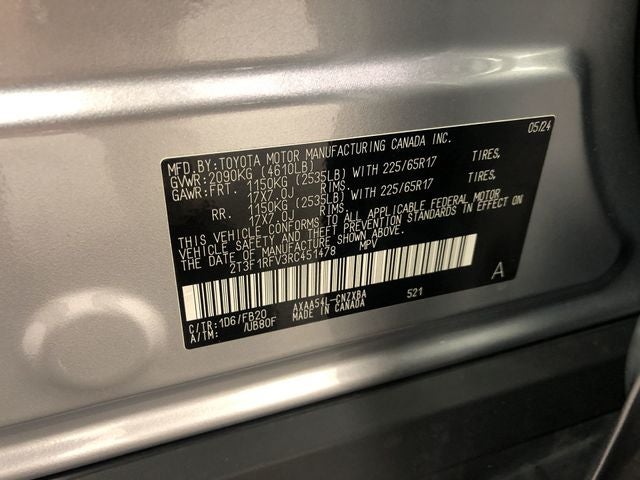 MFD.BY:TOYOTA MOTOR MANUFACTURING CANADA INC. 05/24
GVWR:2090KG (4610LB)
GAWR:FRT. 1150KG (2535LB) WITH 225/65R17 TIRES,
17X7.0J RIMS.
RR. 1150KG (2535LB) WITH 225/65R17 TIRES,
17X7.0J RIMS.
THIS VEHICLE CONFORMS TO ALL APPLICABLE FEDERAL MOTOR
VEHICLE SAFETY AND BUMPER STANDARDS IN EFFECT ON
THE DATE OF MANUFACTURE SHOWN ABOVE.
2T3F1RFV3RC451478 MPV
A
C/TR:1D6/FB20 AXAA54L-CNZXBA 521
A/TM: /UB80F MADE IN CANADA